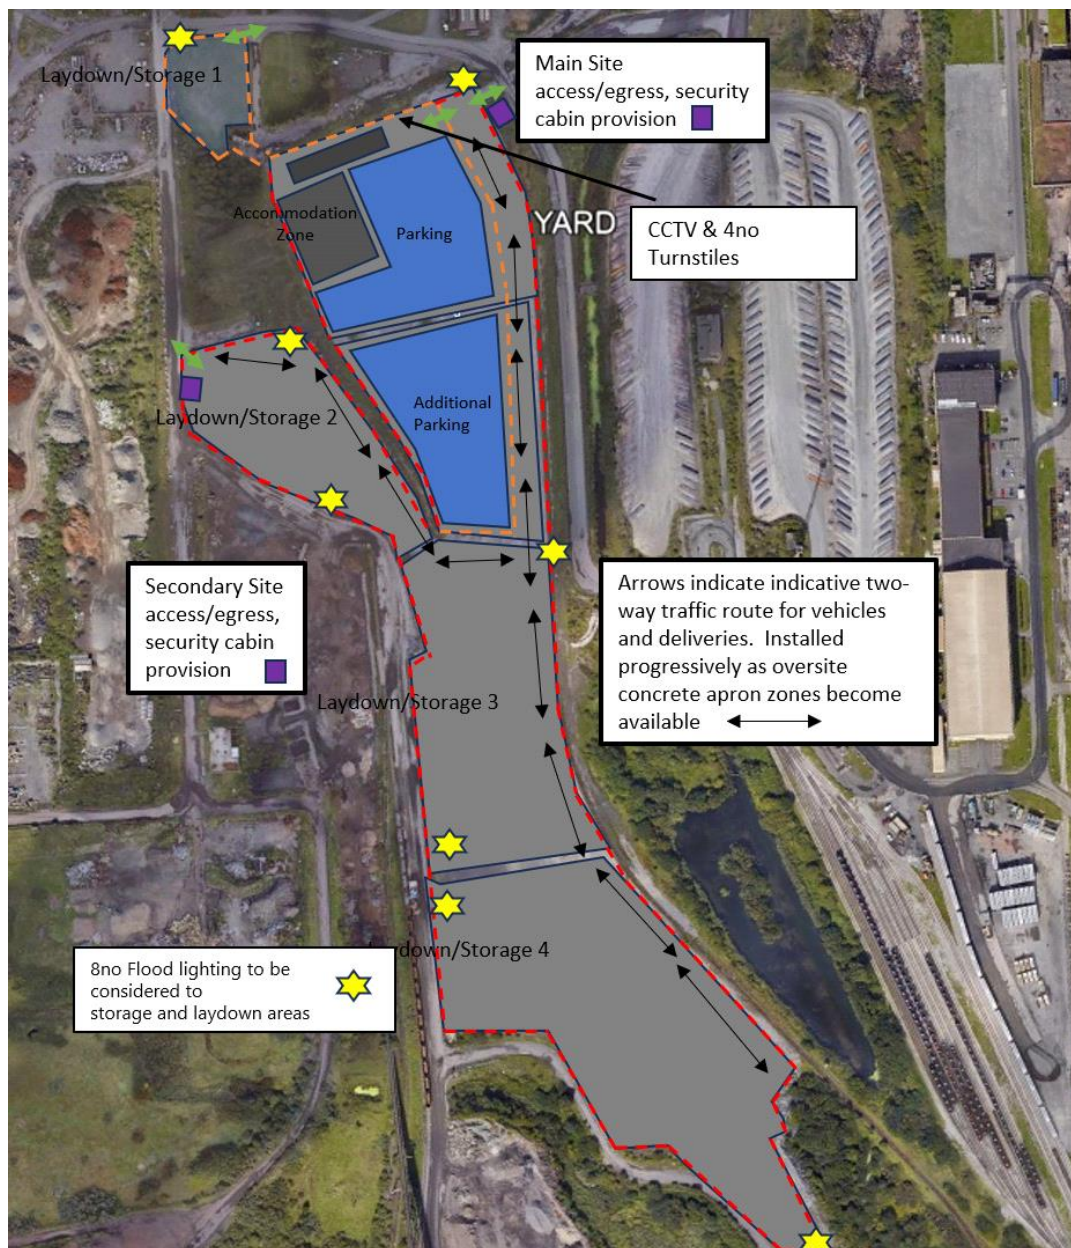 Laydown/Storage 1
Main Site
access/egress, security
cabin provision
YARD
CCTV & 4no
Turnstiles
Accommodation
Zone
Parking
Additional
Parking
Laydown/Storage 2
Secondary Site
access/egress,
security cabin
provision
Arrows indicate indicative two-
way traffic route for vehicles
and deliveries. Installed
progressively as oversite
concrete apron zones become
available
Laydown/Storage 3
aydown/Storage 4
8no Flood lighting to be
considered to
storage and laydown areas